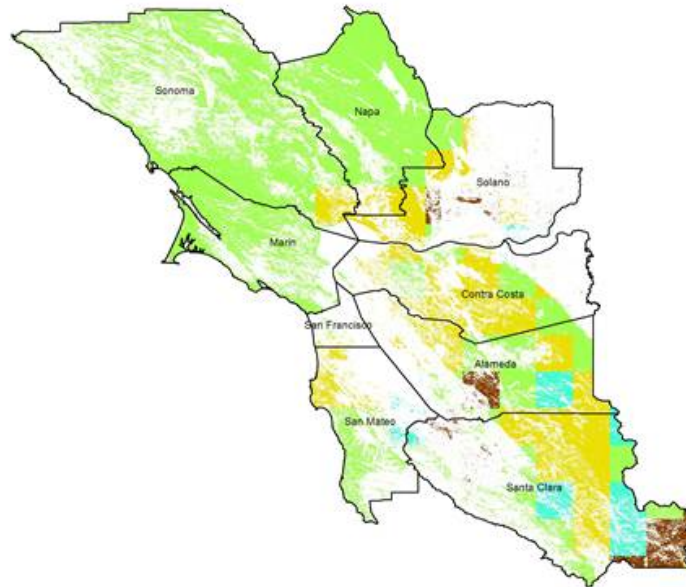 Sonoma
Napa
Solano
Marin
Contra Costa
San Francisco
Alameda
San Mateo
Santa Clara